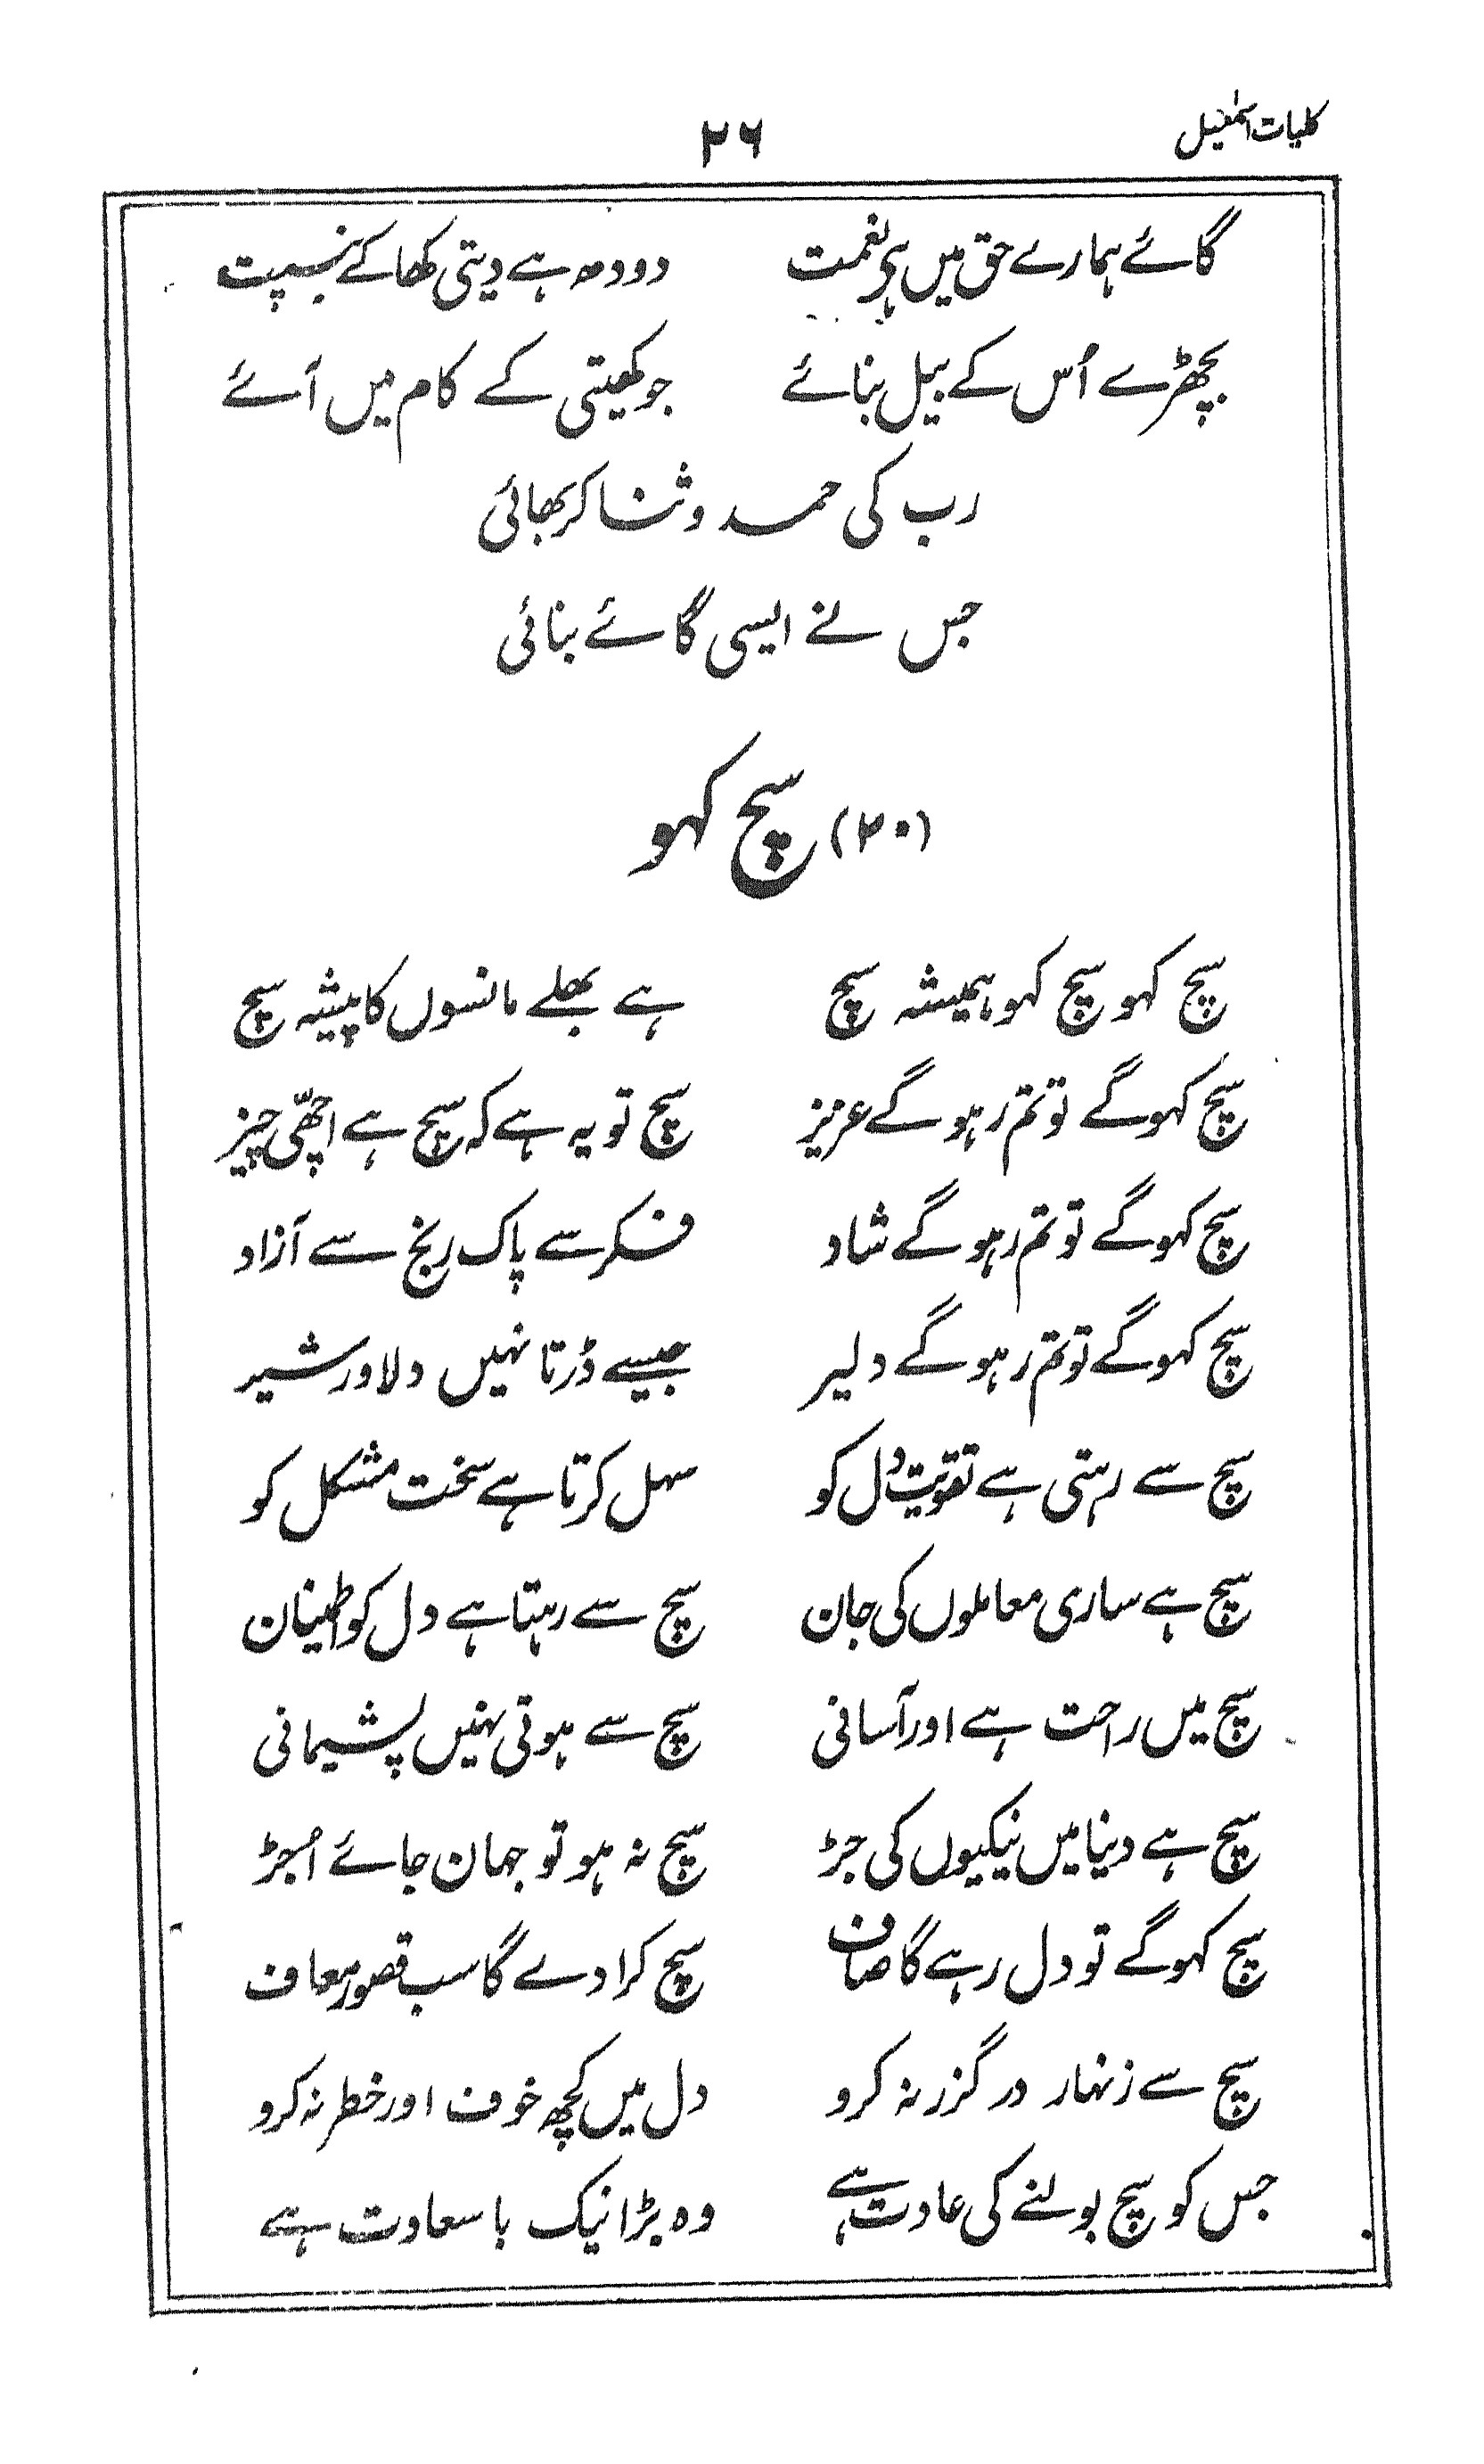 کلیات اسمٰعیل
۲۶
گائے ہمارے حق میں ہے نعمت دودھ ہے دیتی کھا کے بنسپت
بچھڑے اُس کے بیل بنائے جو کھیتی کے کام میں آئے
رب کی حمد و ثنا کر بھائی
جس نے ایسی گائے بنائی
(۲۰) سچ کہو
سچ کہو سچ کہو ہمیشہ سچ ہے بھلے مانسوں کا پیشہ سچ
سچ کہوگے تو تم رہوگے عزیز سچ تو یہ ہے کہ سچ ہے اچھّی چیز
سچ کہوگے تو تم رہوگے شاد فکر سے پاک رنج سے آزاد
سچ کہوگے تو تم رہوگے دلیر جیسے ڈرتا نہیں دلاور شیر
سچ سے رہتی ہے تقویت دل کو سہل کرتا ہے سخت مشکل کو
سچ ہے ساری معاملوں کی جان سچ سے رہتا ہے دل کو اطمینان
سچ میں راحت ہے اور آسانی سچ سے ہوتی نہیں پشیمانی
سچ ہے دنیا میں نیکیوں کی جڑ سچ نہ ہو تو جہان جائے اُجڑ
سچ کہوگے تو دل رہے گا صاف سچ کرا دے گا سب قصور معاف
سچ سے زنہار درگزر نہ کرو دل میں کچھ خوف اور خطر نہ کرو
جس کو سچ بولنے کی عادت ہے وہ بڑا نیک باسعادت ہے